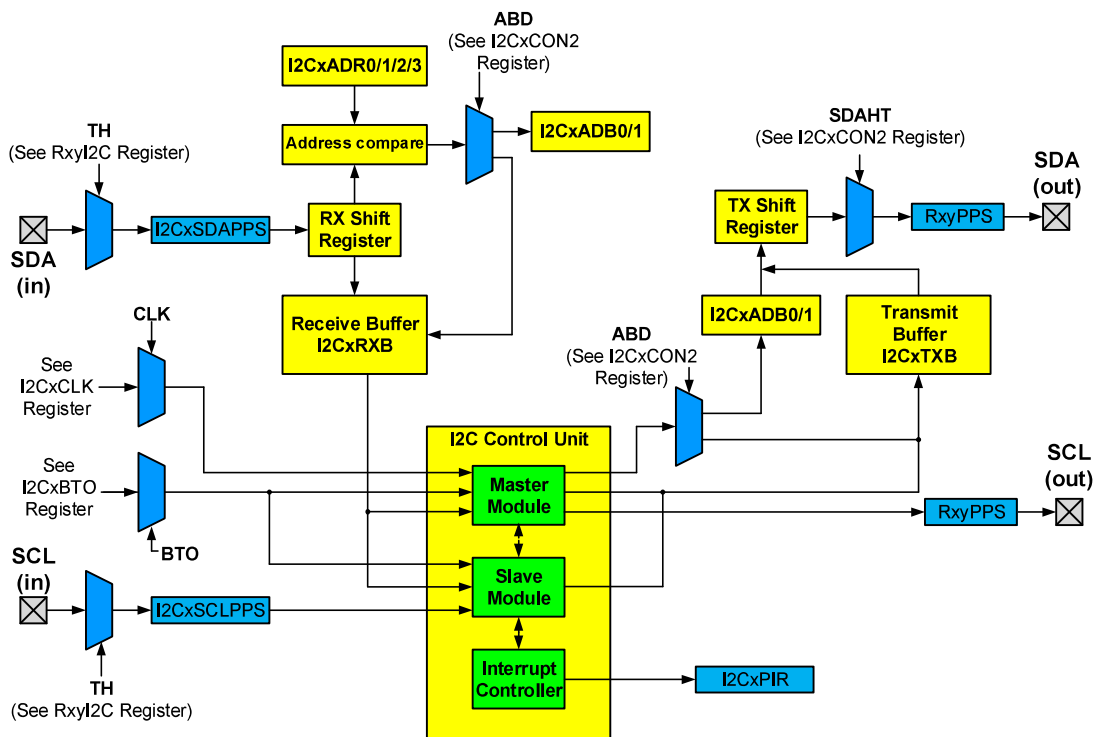 ABD
(See I2CxCON2
Register)
I2CxADR0/1/2/3
TH
(See RxyI2C Register)
Address compare
I2CxADB0/1
SDAHT
(See I2CxCON2 Register)
SDA
(out)
SDA
(in)
I2CxSDAPPS
RX Shift
Register
TX Shift
Register
RxyPPS
Receive Buffer
I2CxRXB
I2CxADB0/1
Transmit
Buffer
I2CxTXB
CLK
See
I2CxCLK
Register
ABD
(See I2CxCON2
Register)
I2C Control Unit
See
I2CxBTO
Register
BTO
Master
Module
SCL
(out)
RxyPPS
SCL
(in)
I2CxSCLPPS
Slave
Module
TH
(See RxyI2C Register)
Interrupt
Controller
I2CxPIR